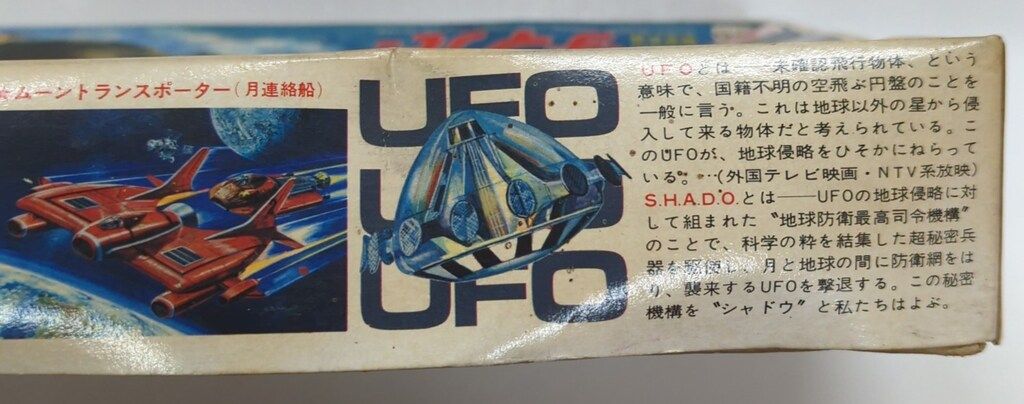 ムーントランスポーター(月連絡船)
UFO
UFO
UFO
UFOとは――未確認飛行物体、という
意味で、国籍不明の空飛ぶ円盤のことを
一般に言う。これは地球以外の星から侵
入して来る物体だと考えられている。こ
のUFOが、地球侵略をひそかにねらって
いる。…(外国テレビ映画・NTV系放映)
S.H.A.D.O.とは――UFOの地球侵略に対
して組まれた〝地球防衛最高司令機構〞
のことで、科学の粋を結集した超秘密兵
器を駆使し、月と地球の間に防衛網をは
り、襲来するUFOを撃退する。この秘密
機構を〝シャドウ〞と私たちはよぶ。